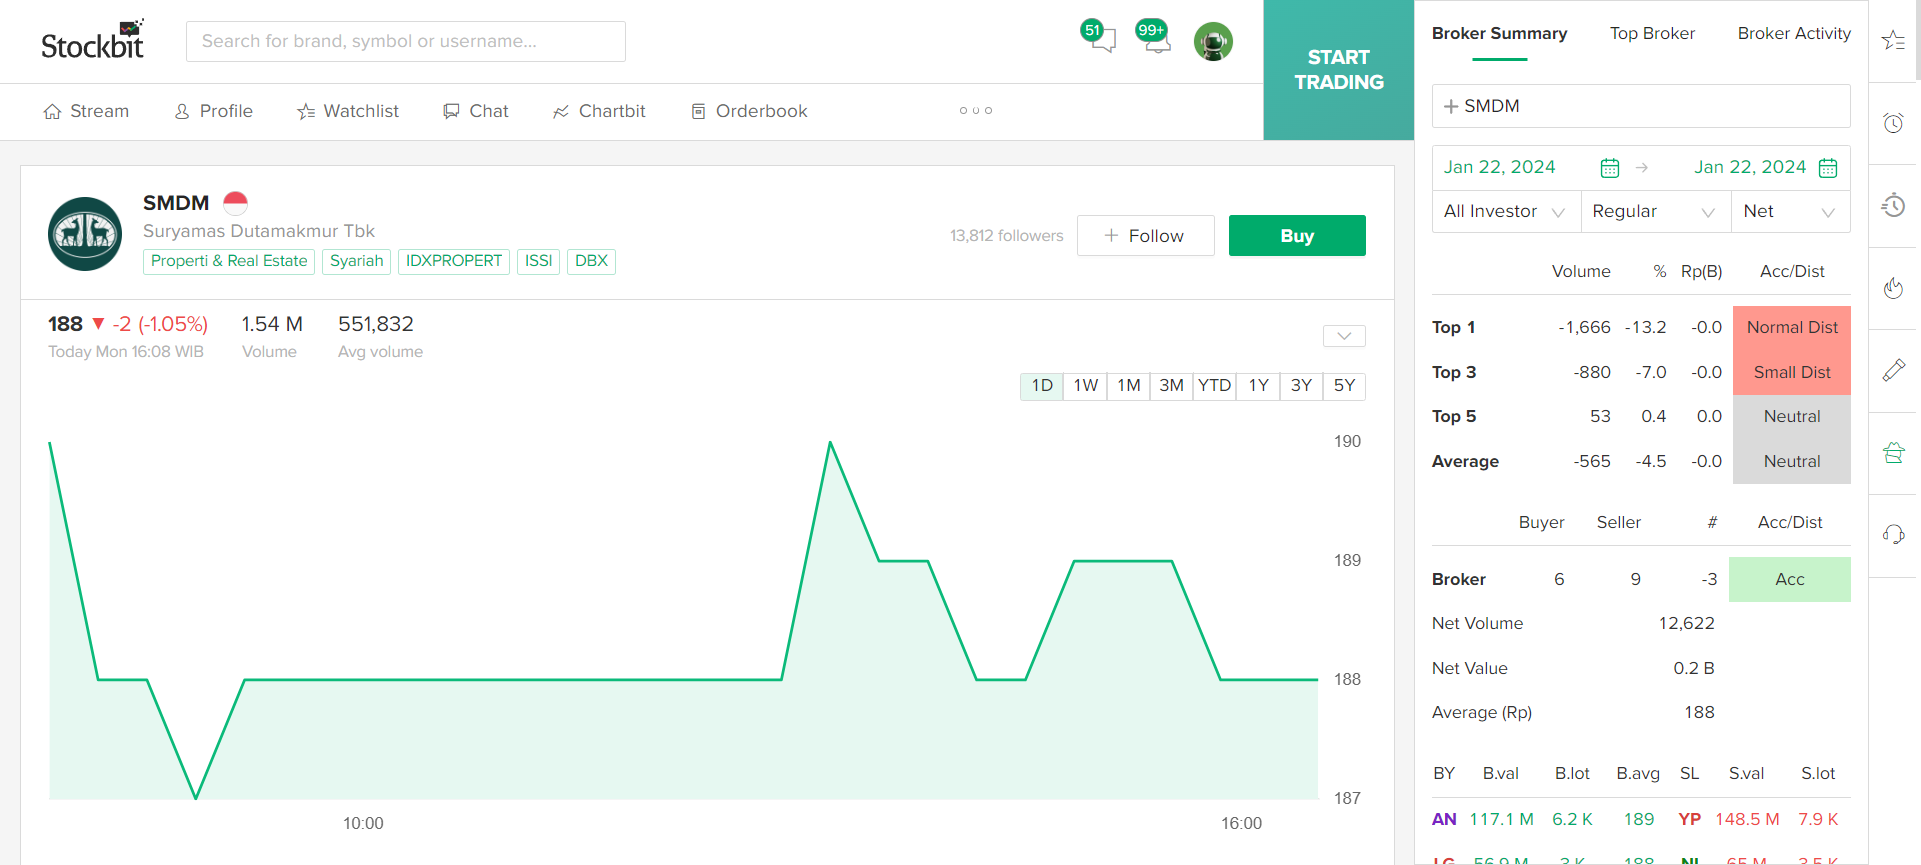 Stockbit
Search for brand, symbol or username...
51
99+
START
TRADING
Stream
Profile
Watchlist
Chat
Chartbit
Orderbook
SMDM
Suryamas Dutamakmur Tbk
Properti & Real Estate
Syariah
IDXPROPERT
ISSI
DBX
13,812 followers
+ Follow
Buy
188 ▼ -2 (-1.05%)
Today Mon 16:08 WIB
1.54 M
Volume
551,832
Avg volume
1D 1W 1M 3M YTD 1Y 3Y 5Y
190
189
188
187
10:00
16:00
Broker Summary
Top Broker
Broker Activity
+ SMDM
Jan 22, 2024 → Jan 22, 2024
All Investor
Regular
Net
Volume % Rp(B) Acc/Dist
Top 1 -1,666 -13.2 -0.0 Normal Dist
Top 3 -880 -7.0 -0.0 Small Dist
Top 5 53 0.4 0.0 Neutral
Average -565 -4.5 -0.0 Neutral
Buyer Seller # Acc/Dist
Broker 6 9 -3 Acc
Net Volume 12,622
Net Value 0.2 B
Average (Rp) 188
BY B.val B.lot B.avg SL S.val S.lot
AN 117.1 M 6.2 K 189 YP 148.5 M 7.9 K